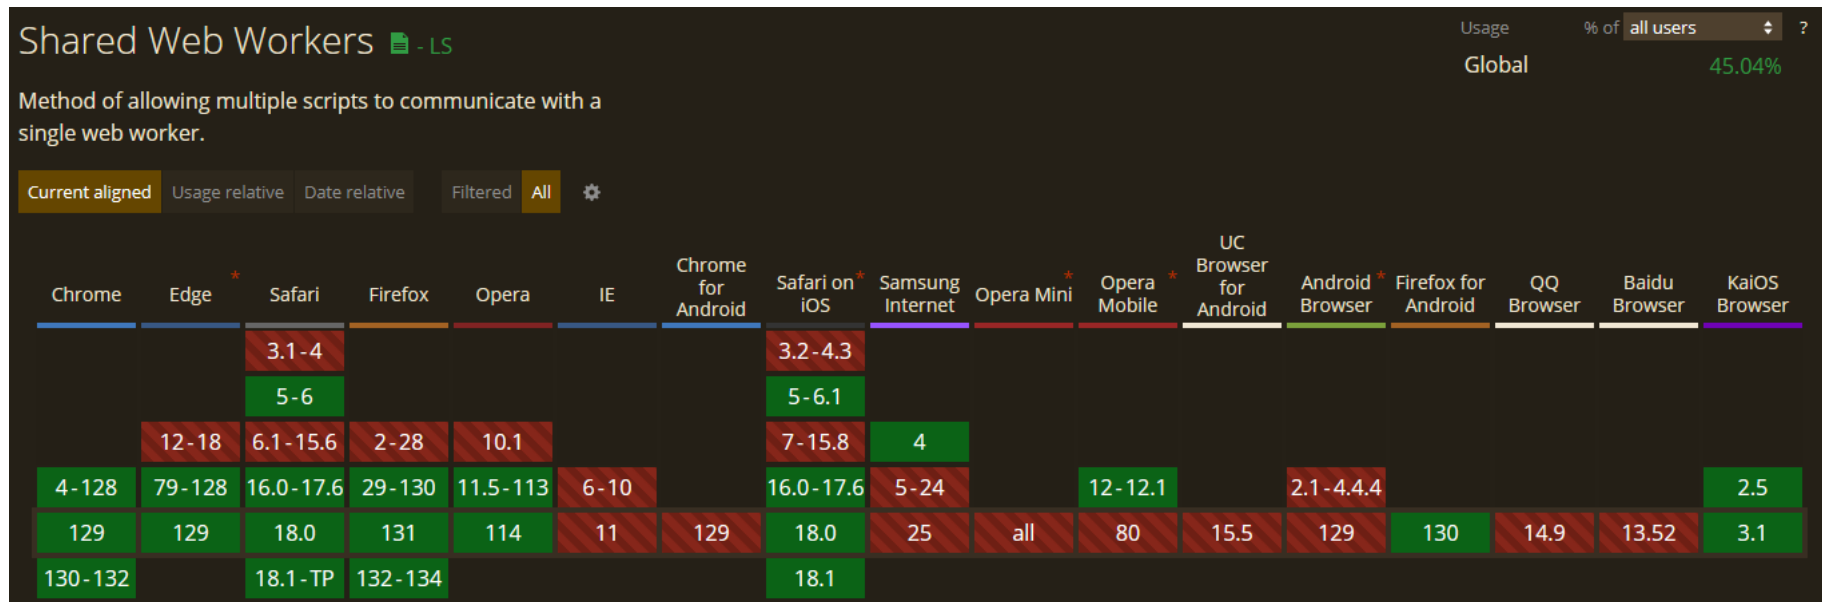 Shared Web Workers - LS
Usage % of all users ?
Global 45.04%
Method of allowing multiple scripts to communicate with a
single web worker.
Current aligned Usage relative Date relative Filtered All
Chrome
Edge *
Safari
Firefox
Opera
IE
Chrome
for
Android
Safari on *
iOS
Samsung
Internet
Opera Mini *
Opera *
Mobile
UC
Browser
for
Android
Android *
Browser
Firefox for
Android
QQ
Browser
Baidu
Browser
KaiOS
Browser
3.1-4 3.2-4.3
5-6 5-6.1
12-18 6.1-15.6 2-28 10.1 7-15.8 4
4-128 79-128 16.0-17.6 29-130 11.5-113 6-10 16.0-17.6 5-24 12-12.1 2.1-4.4.4 2.5
129 129 18.0 131 114 11 129 18.0 25 all 80 15.5 129 130 14.9 13.52 3.1
130-132 18.1-TP 132-134 18.1